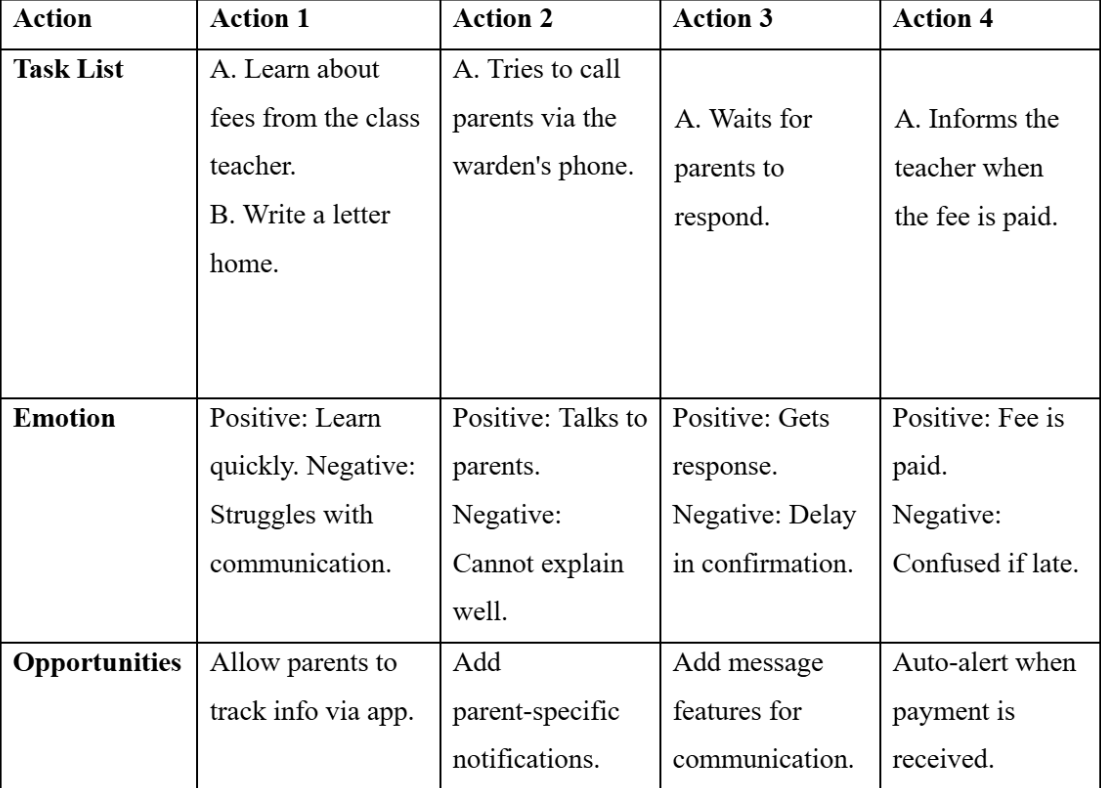 Action
Action 1
Action 2
Action 3
Action 4
Task List
A. Learn about
fees from the class
teacher.
B. Write a letter
home.
A. Tries to call
parents via the
warden's phone.
A. Waits for
parents to
respond.
A. Informs the
teacher when
the fee is paid.
Emotion
Positive: Learn
quickly. Negative:
Struggles with
communication.
Positive: Talks to
parents.
Negative:
Cannot explain
well.
Positive: Gets
response.
Negative: Delay
in confirmation.
Positive: Fee is
paid.
Negative:
Confused if late.
Opportunities
Allow parents to
track info via app.
Add
parent-specific
notifications.
Add message
features for
communication.
Auto-alert when
payment is
received.